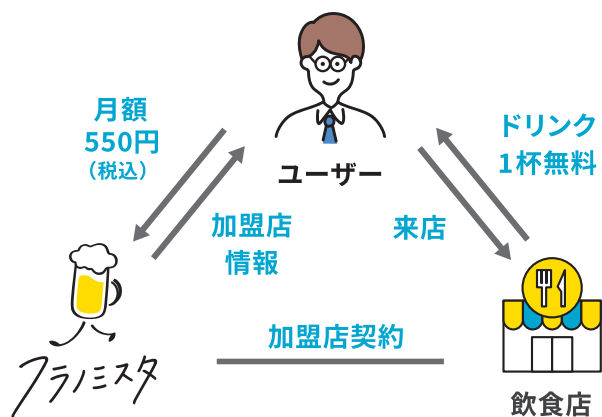 月額
550円
(税込)
ドリンク
1杯無料
ユーザー
加盟店
情報
来店
加盟店契約
フラノミスタ
飲食店